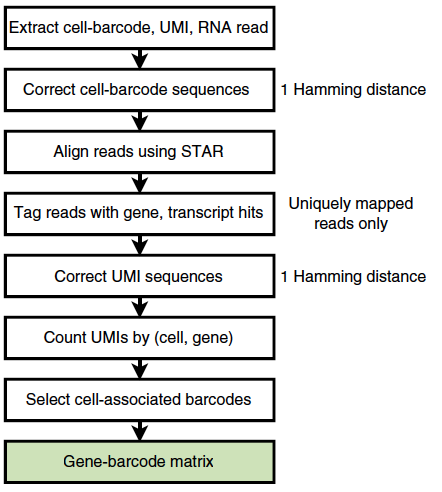 Extract cell-barcode, UMI, RNA read
Correct cell-barcode sequences
1 Hamming distance
Align reads using STAR
Tag reads with gene, transcript hits
Uniquely mapped
reads only
Correct UMI sequences
1 Hamming distance
Count UMIs by (cell, gene)
Select cell-associated barcodes
Gene-barcode matrix